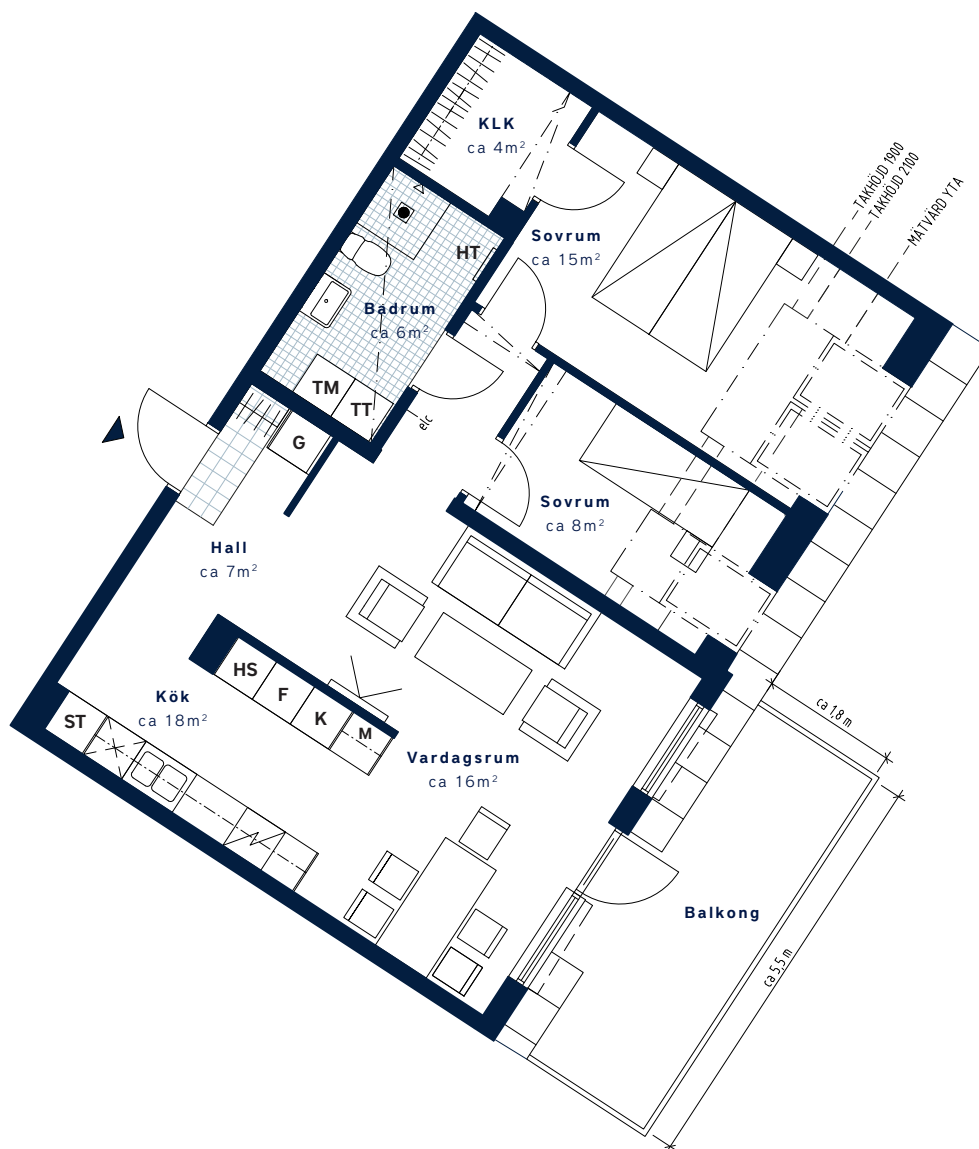 KLK
ca 4m²
TAKHÖJD 1900
TAKHÖJD 2100
MÄTVÄRD YTA
Sovrum
ca 15m²
HT
Badrum
ca 6m²
TM
TT
elc
G
Sovrum
ca 8m²
Hall
ca 7m²
HS
F
K
M
Kök
ca 18m²
ST
ca 1,8 m
Vardagsrum
ca 16m²
Balkong
ca 5,5 m